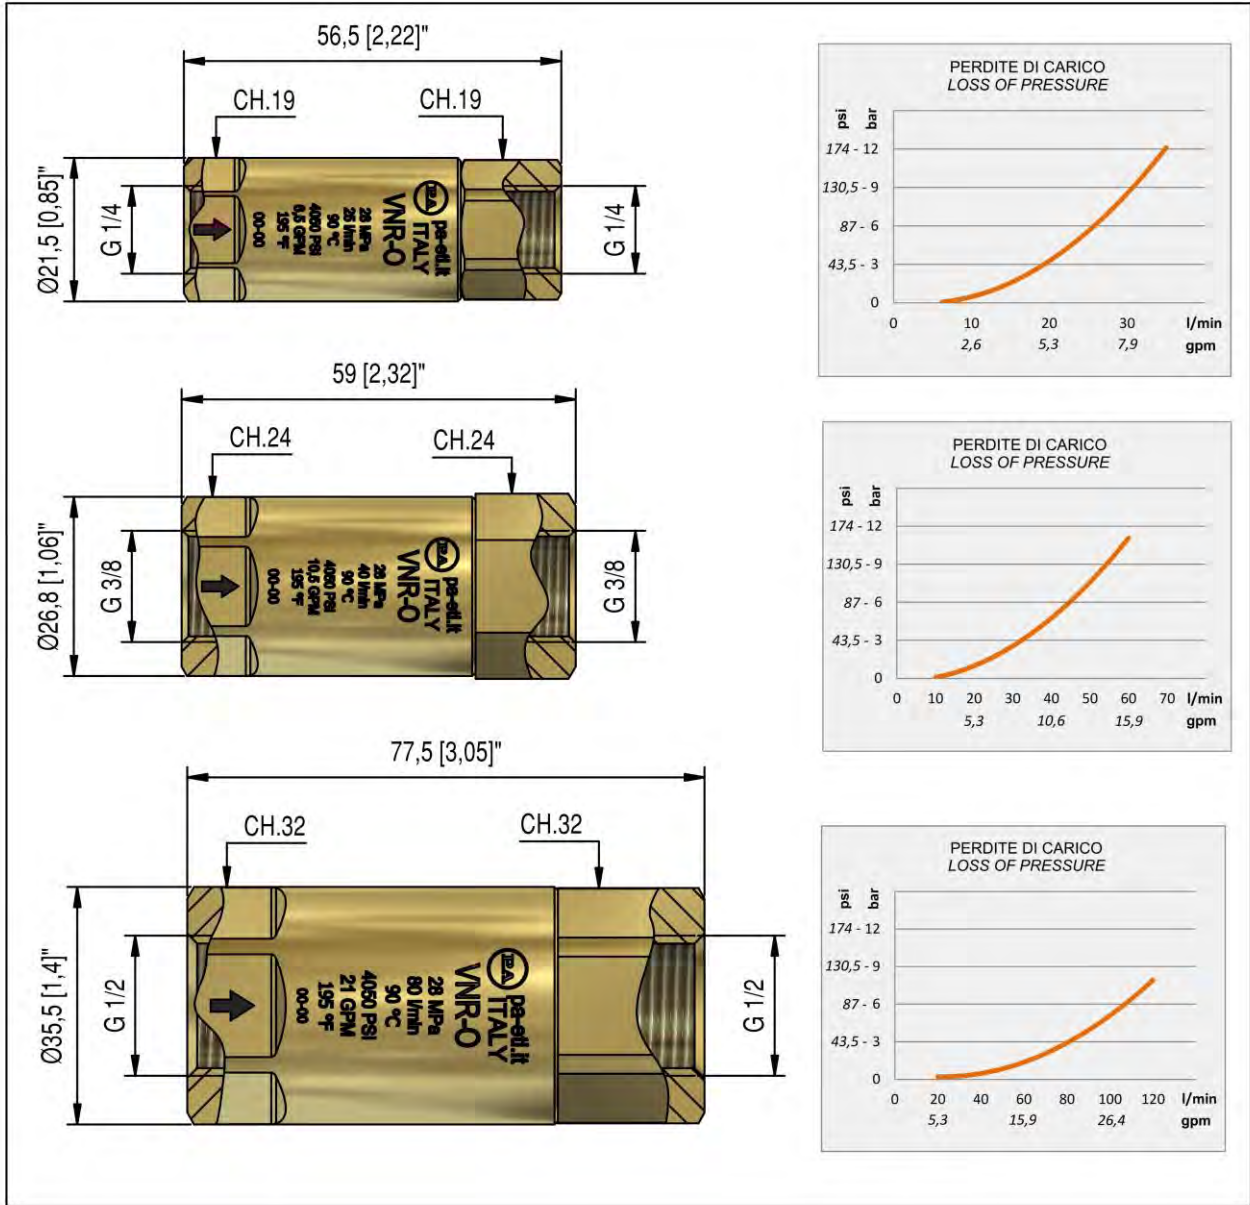 56,5 [2,22]"
CH.19
CH.19
Ø21,5 [0,85]"
G 1/4
PA
pa-etl.it
ITALY
VNR-O
28 MPa
25 l/min
90 °C
4050 PSI
6,6 GPM
195 °F
00-00
G 1/4
PERDITE DI CARICO
LOSS OF PRESSURE
psi bar
174 - 12
130,5 - 9
87 - 6
43,5 - 3
0
0 10 20 30 l/min
2,6 5,3 7,9 gpm
59 [2,32]"
CH.24
CH.24
Ø26,8 [1,06]"
G 3/8
PA
pa-etl.it
ITALY
VNR-O
28 MPa
40 l/min
90 °C
4050 PSI
10,5 GPM
195 °F
00-00
G 3/8
PERDITE DI CARICO
LOSS OF PRESSURE
psi bar
174 - 12
130,5 - 9
87 - 6
43,5 - 3
0
0 10 20 30 40 50 60 70 l/min
5,3 10,6 15,9 gpm
77,5 [3,05]"
CH.32
CH.32
Ø35,5 [1,4]"
G 1/2
PA
pa-etl.it
ITALY
VNR-O
28 MPa
80 l/min
90 °C
4050 PSI
21 GPM
195 °F
00-00
G 1/2
PERDITE DI CARICO
LOSS OF PRESSURE
psi bar
174 - 12
130,5 - 9
87 - 6
43,5 - 3
0
0 20 40 60 80 100 120 l/min
5,3 15,9 26,4 gpm